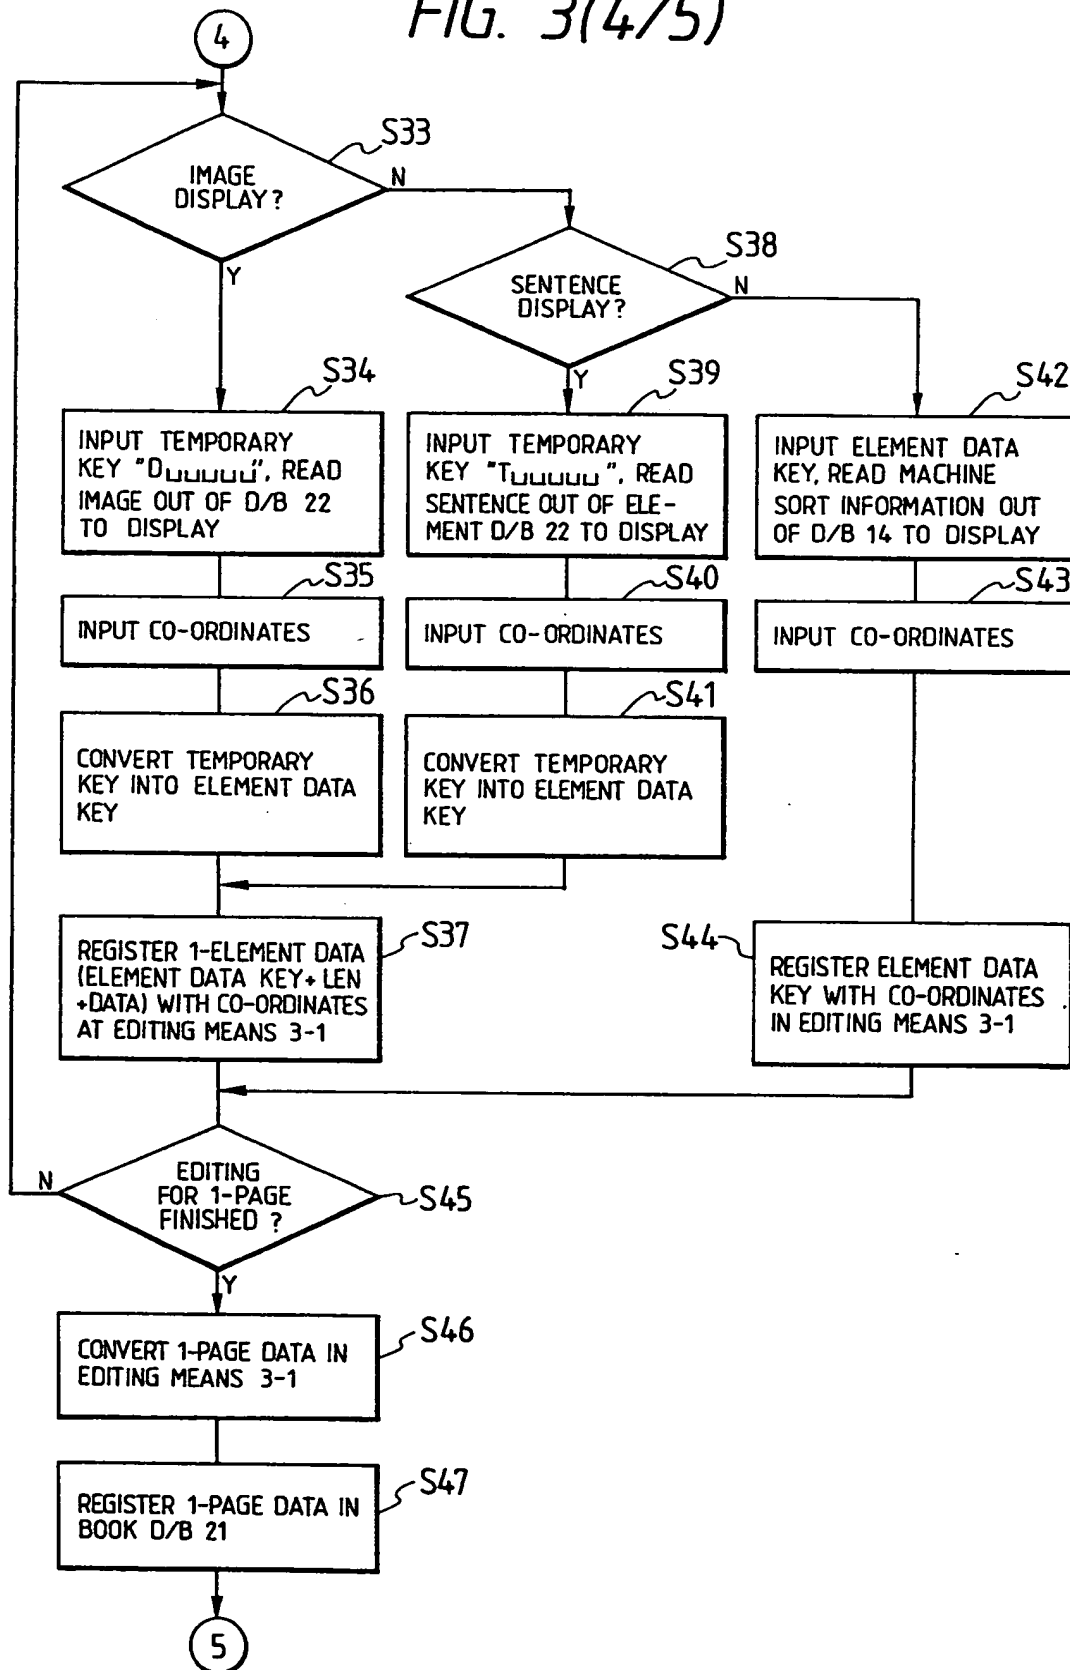 FIG. 3(4/5)
4
S33
IMAGE
DISPLAY?
N
Y
S38
SENTENCE
DISPLAY?
N
Y
S34
INPUT TEMPORARY
KEY "D␣␣␣␣␣", READ
IMAGE OUT OF D/B 22
TO DISPLAY
S39
INPUT TEMPORARY
KEY "T␣␣␣␣␣", READ
SENTENCE OUT OF ELE-
MENT D/B 22 TO DISPLAY
S42
INPUT ELEMENT DATA
KEY, READ MACHINE
SORT INFORMATION OUT
OF D/B 14 TO DISPLAY
S35
INPUT CO-ORDINATES
S40
INPUT CO-ORDINATES
S43
INPUT CO-ORDINATES
S36
CONVERT TEMPORARY
KEY INTO ELEMENT DATA
KEY
S41
CONVERT TEMPORARY
KEY INTO ELEMENT DATA
KEY
S37
REGISTER 1-ELEMENT DATA
(ELEMENT DATA KEY+LEN
+DATA) WITH CO-ORDINATES
AT EDITING MEANS 3-1
S44
REGISTER ELEMENT DATA
KEY WITH CO-ORDINATES
IN EDITING MEANS 3-1
N
EDITING
FOR 1-PAGE
FINISHED ?
S45
Y
S46
CONVERT 1-PAGE DATA IN
EDITING MEANS 3-1
S47
REGISTER 1-PAGE DATA IN
BOOK D/B 21
5